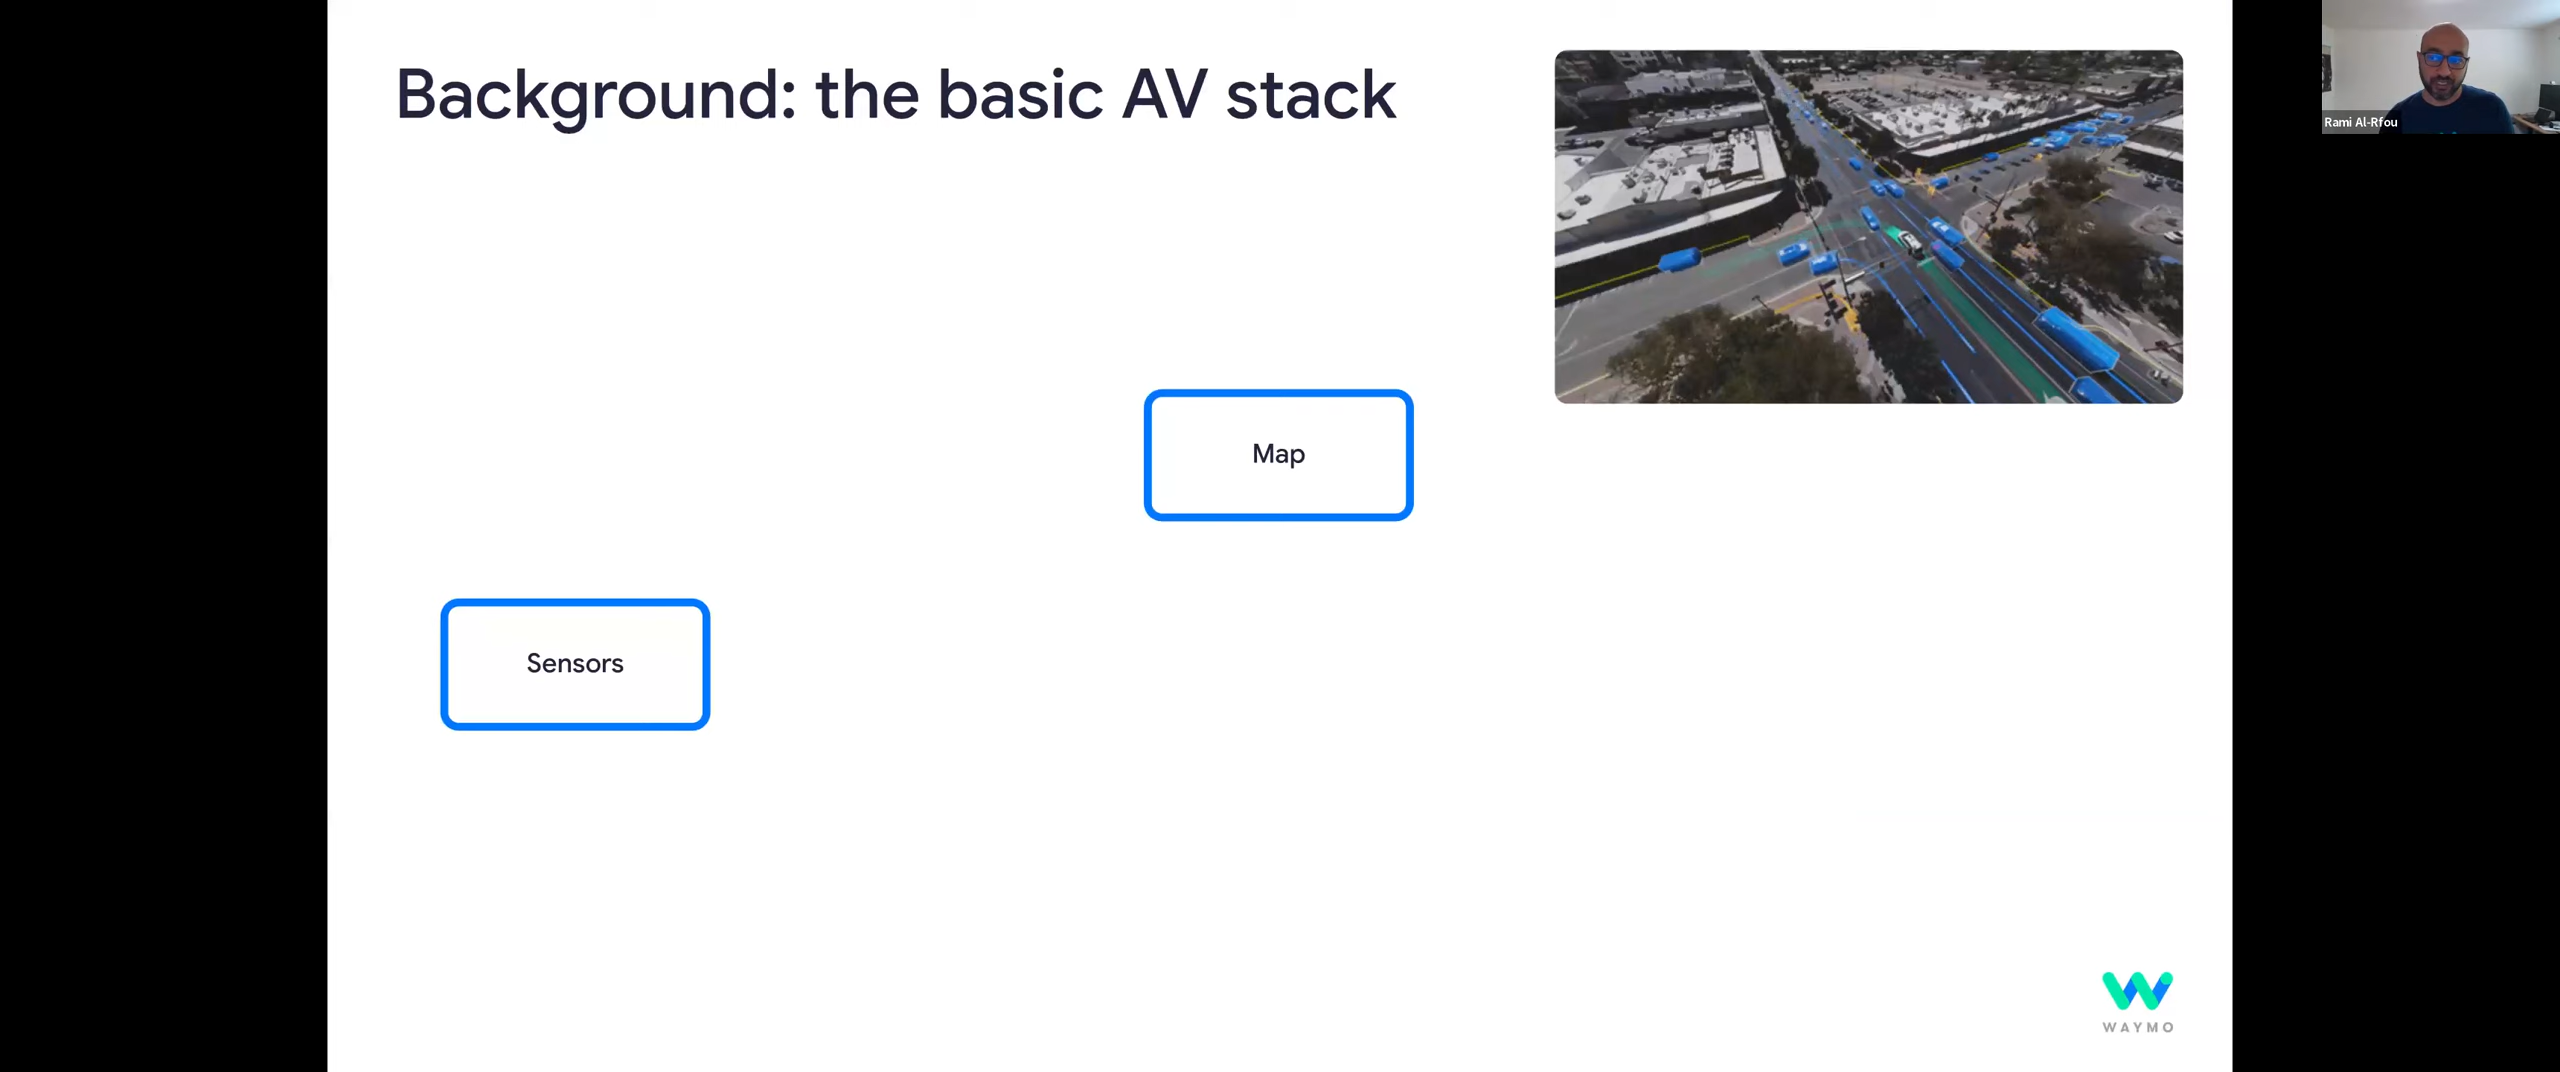 Background: the basic AV stack
Rami Al-Rfou
Map
Sensors
WAYMO